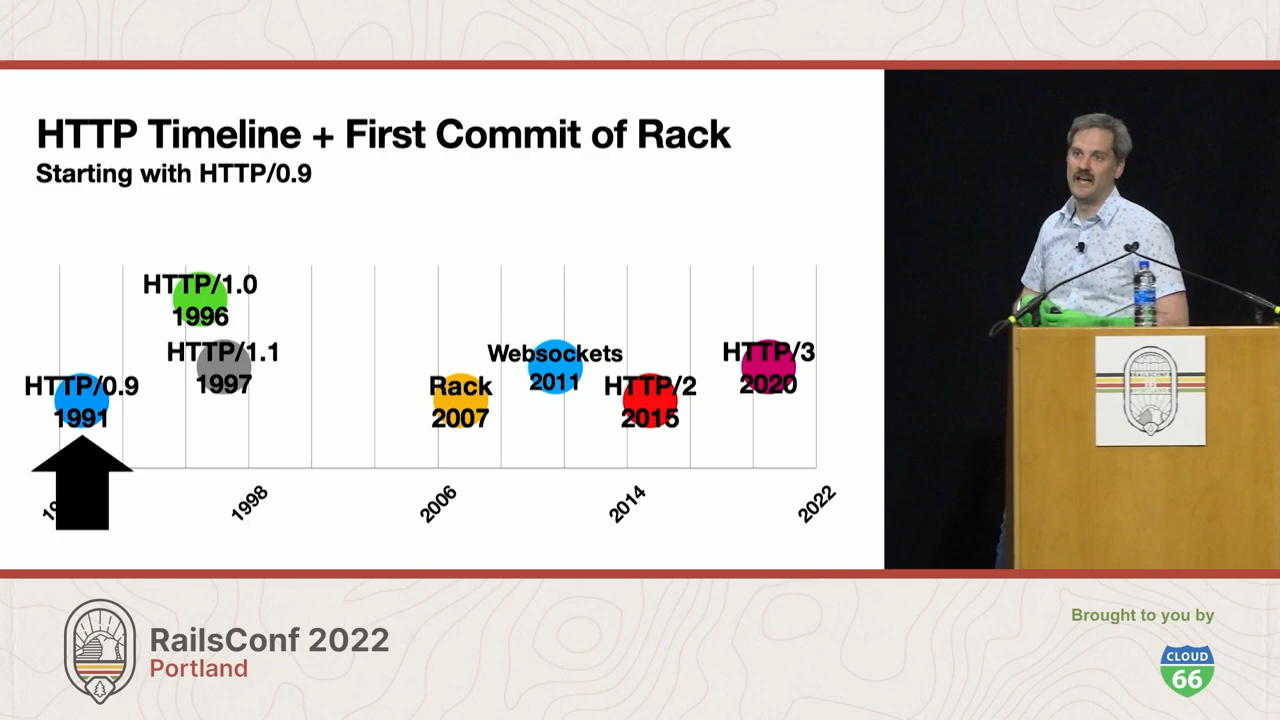 HTTP Timeline + First Commit of Rack
Starting with HTTP/0.9
HTTP/1.0
1996
HTTP/1.1
1997
HTTP/0.9
1991
Rack
2007
Websockets
2011
HTTP/2
2015
HTTP/3
2020
1998
2006
2014
2022
RAILSCONF
RailsConf 2022
Portland
Brought to you by
CLOUD
66